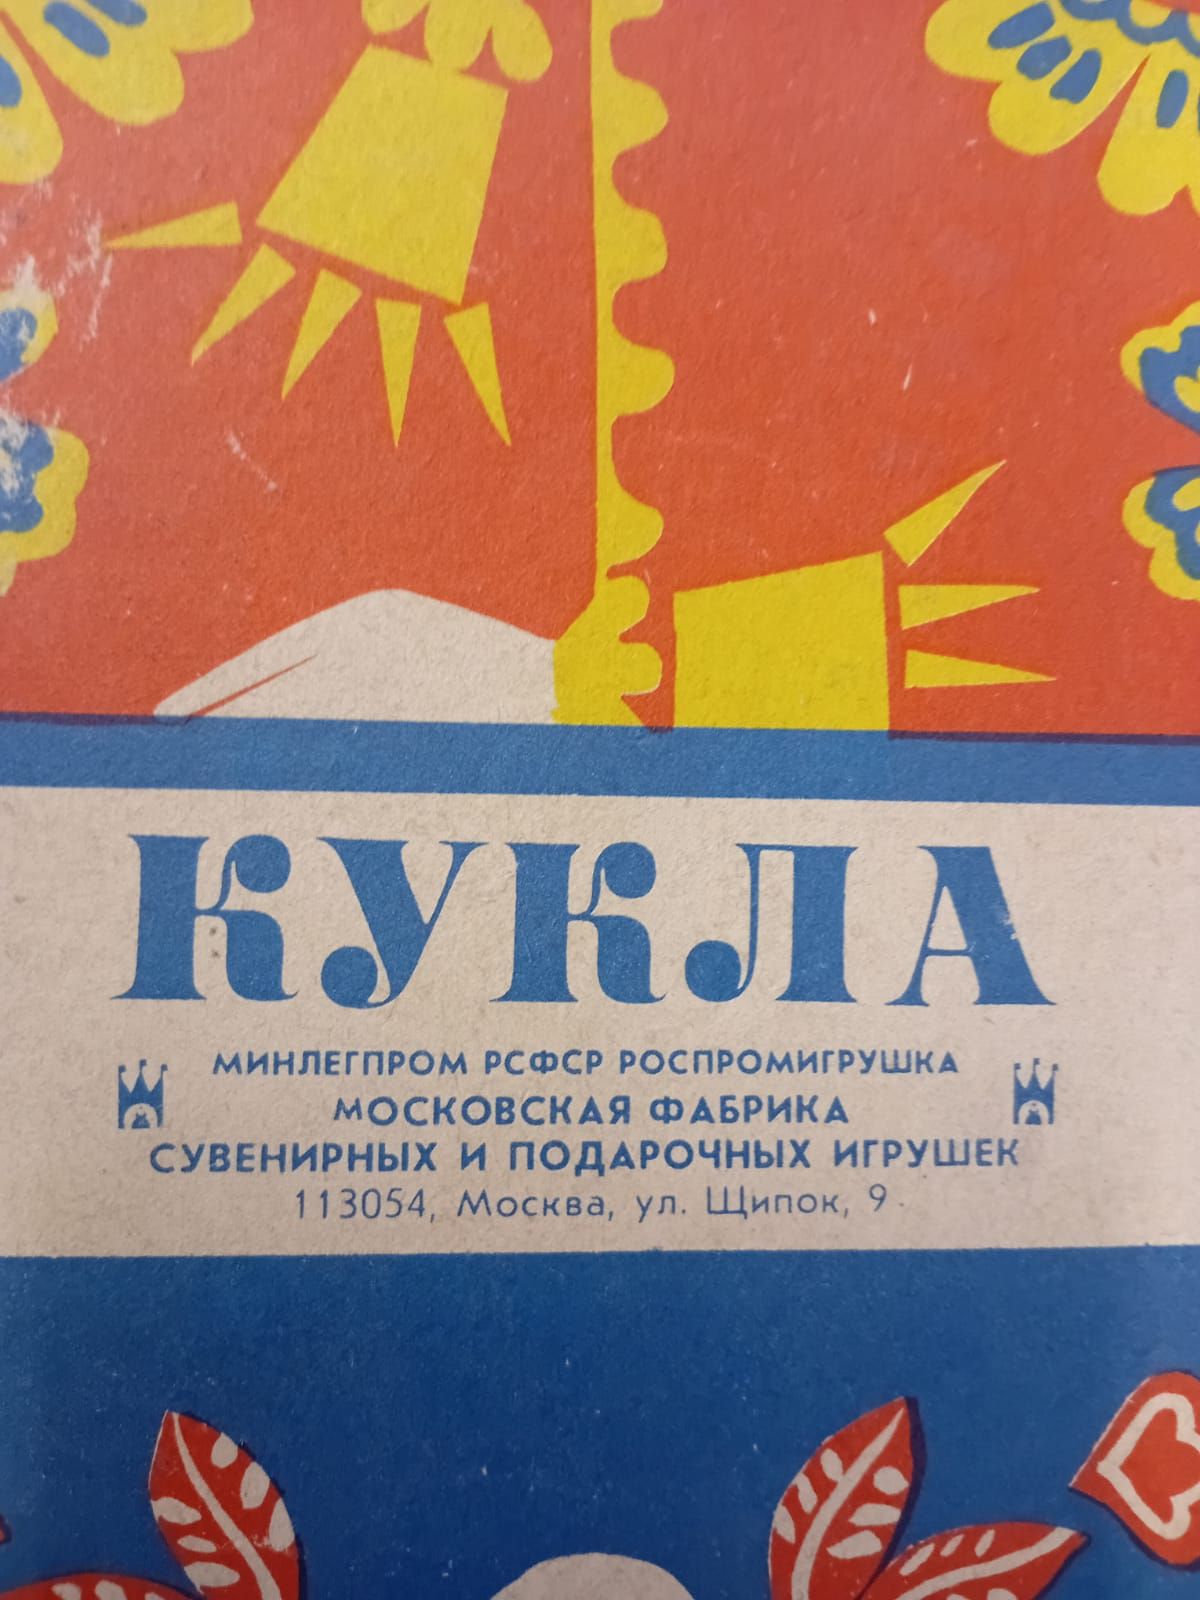 КУКЛА
МИНЛЕГПРОМ РСФСР РОСПРОМИГРУШКА
МОСКОВСКАЯ ФАБРИКА
СУВЕНИРНЫХ И ПОДАРОЧНЫХ ИГРУШЕК
113054, Москва, ул. Щипок, 9.